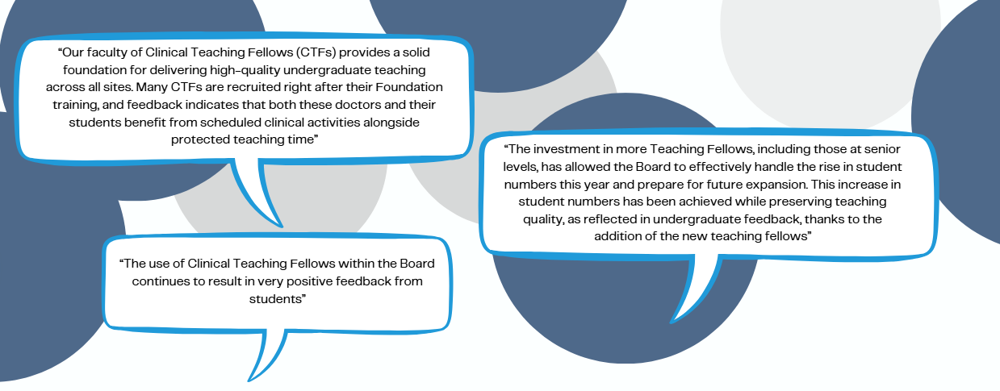 “Our faculty of Clinical Teaching Fellows (CTFs) provides a solid
foundation for delivering high-quality undergraduate teaching
across all sites. Many CTFs are recruited right after their Foundation
training, and feedback indicates that both these doctors and their
students benefit from scheduled clinical activities alongside
protected teaching time”
“The investment in more Teaching Fellows, including those at senior
levels, has allowed the Board to effectively handle the rise in student
numbers this year and prepare for future expansion. This increase in
student numbers has been achieved while preserving teaching
quality, as reflected in undergraduate feedback, thanks to the
addition of the new teaching fellows”
“The use of Clinical Teaching Fellows within the Board
continues to result in very positive feedback from
students”